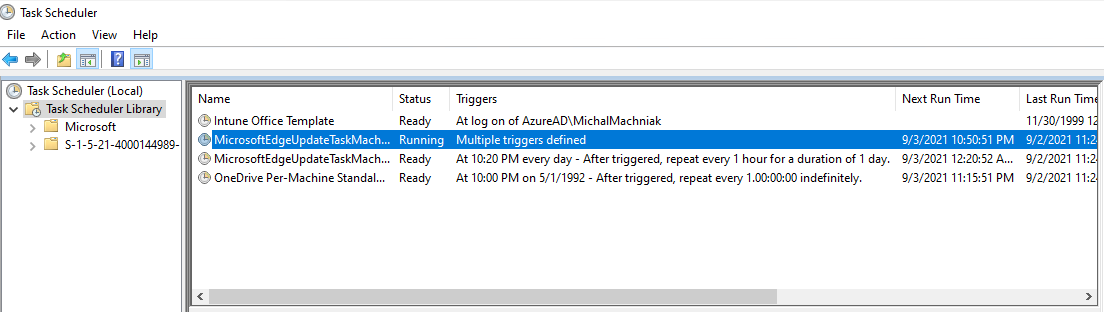 Task Scheduler
File Action View Help
Task Scheduler (Local)
Task Scheduler Library
Microsoft
S-1-5-21-4000144989-
Name Status Triggers Next Run Time Last Run Time
Intune Office Template Ready At log on of AzureAD\MichalMachniak 11/30/1999 12
MicrosoftEdgeUpdateTaskMach... Running Multiple triggers defined 9/3/2021 10:50:51 PM 9/2/2021 11:24
MicrosoftEdgeUpdateTaskMach... Ready At 10:20 PM every day - After triggered, repeat every 1 hour for a duration of 1 day. 9/3/2021 12:20:52 A... 9/2/2021 11:24
OneDrive Per-Machine Standal... Ready At 10:00 PM on 5/1/1992 - After triggered, repeat every 1.00:00:00 indefinitely. 9/3/2021 11:15:51 PM 9/2/2021 11:24